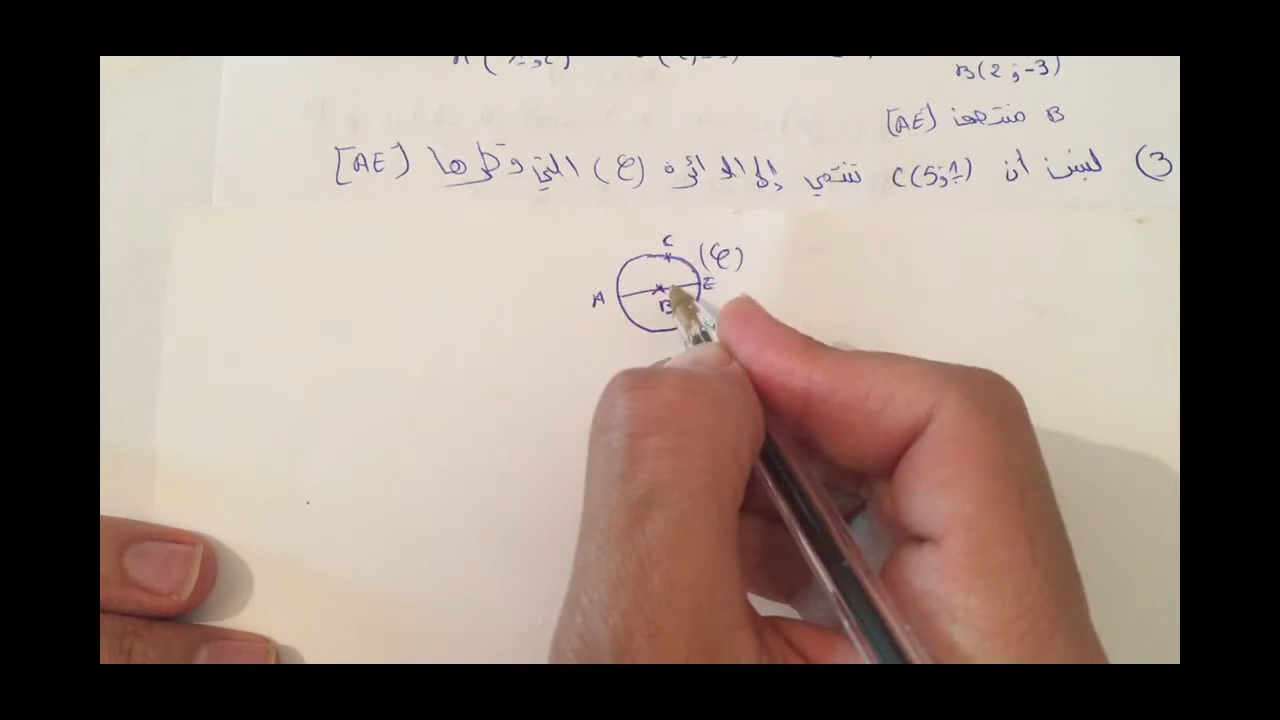 B(2;-3)
B منتصف [AE]
3) لنبين أن C(5;1) تنتمي إلى الدائرة (C) التي قطرها [AE]
C
(C)
A
E
B